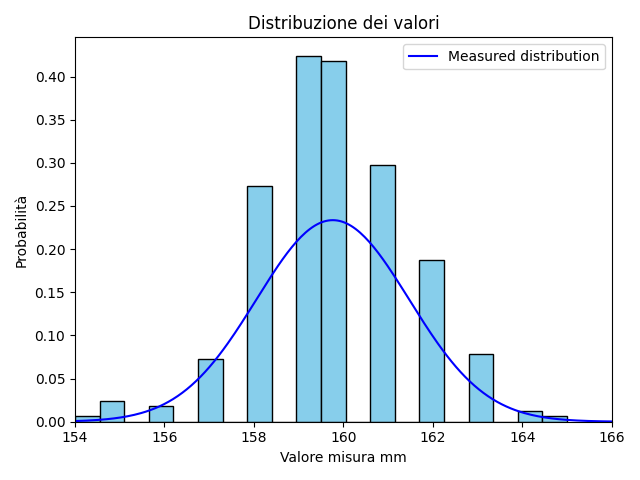 Distribuzione dei valori
Measured distribution
Probabilità
0.40
0.35
0.30
0.25
0.20
0.15
0.10
0.05
0.00
154 156 158 160 162 164 166
Valore misura mm